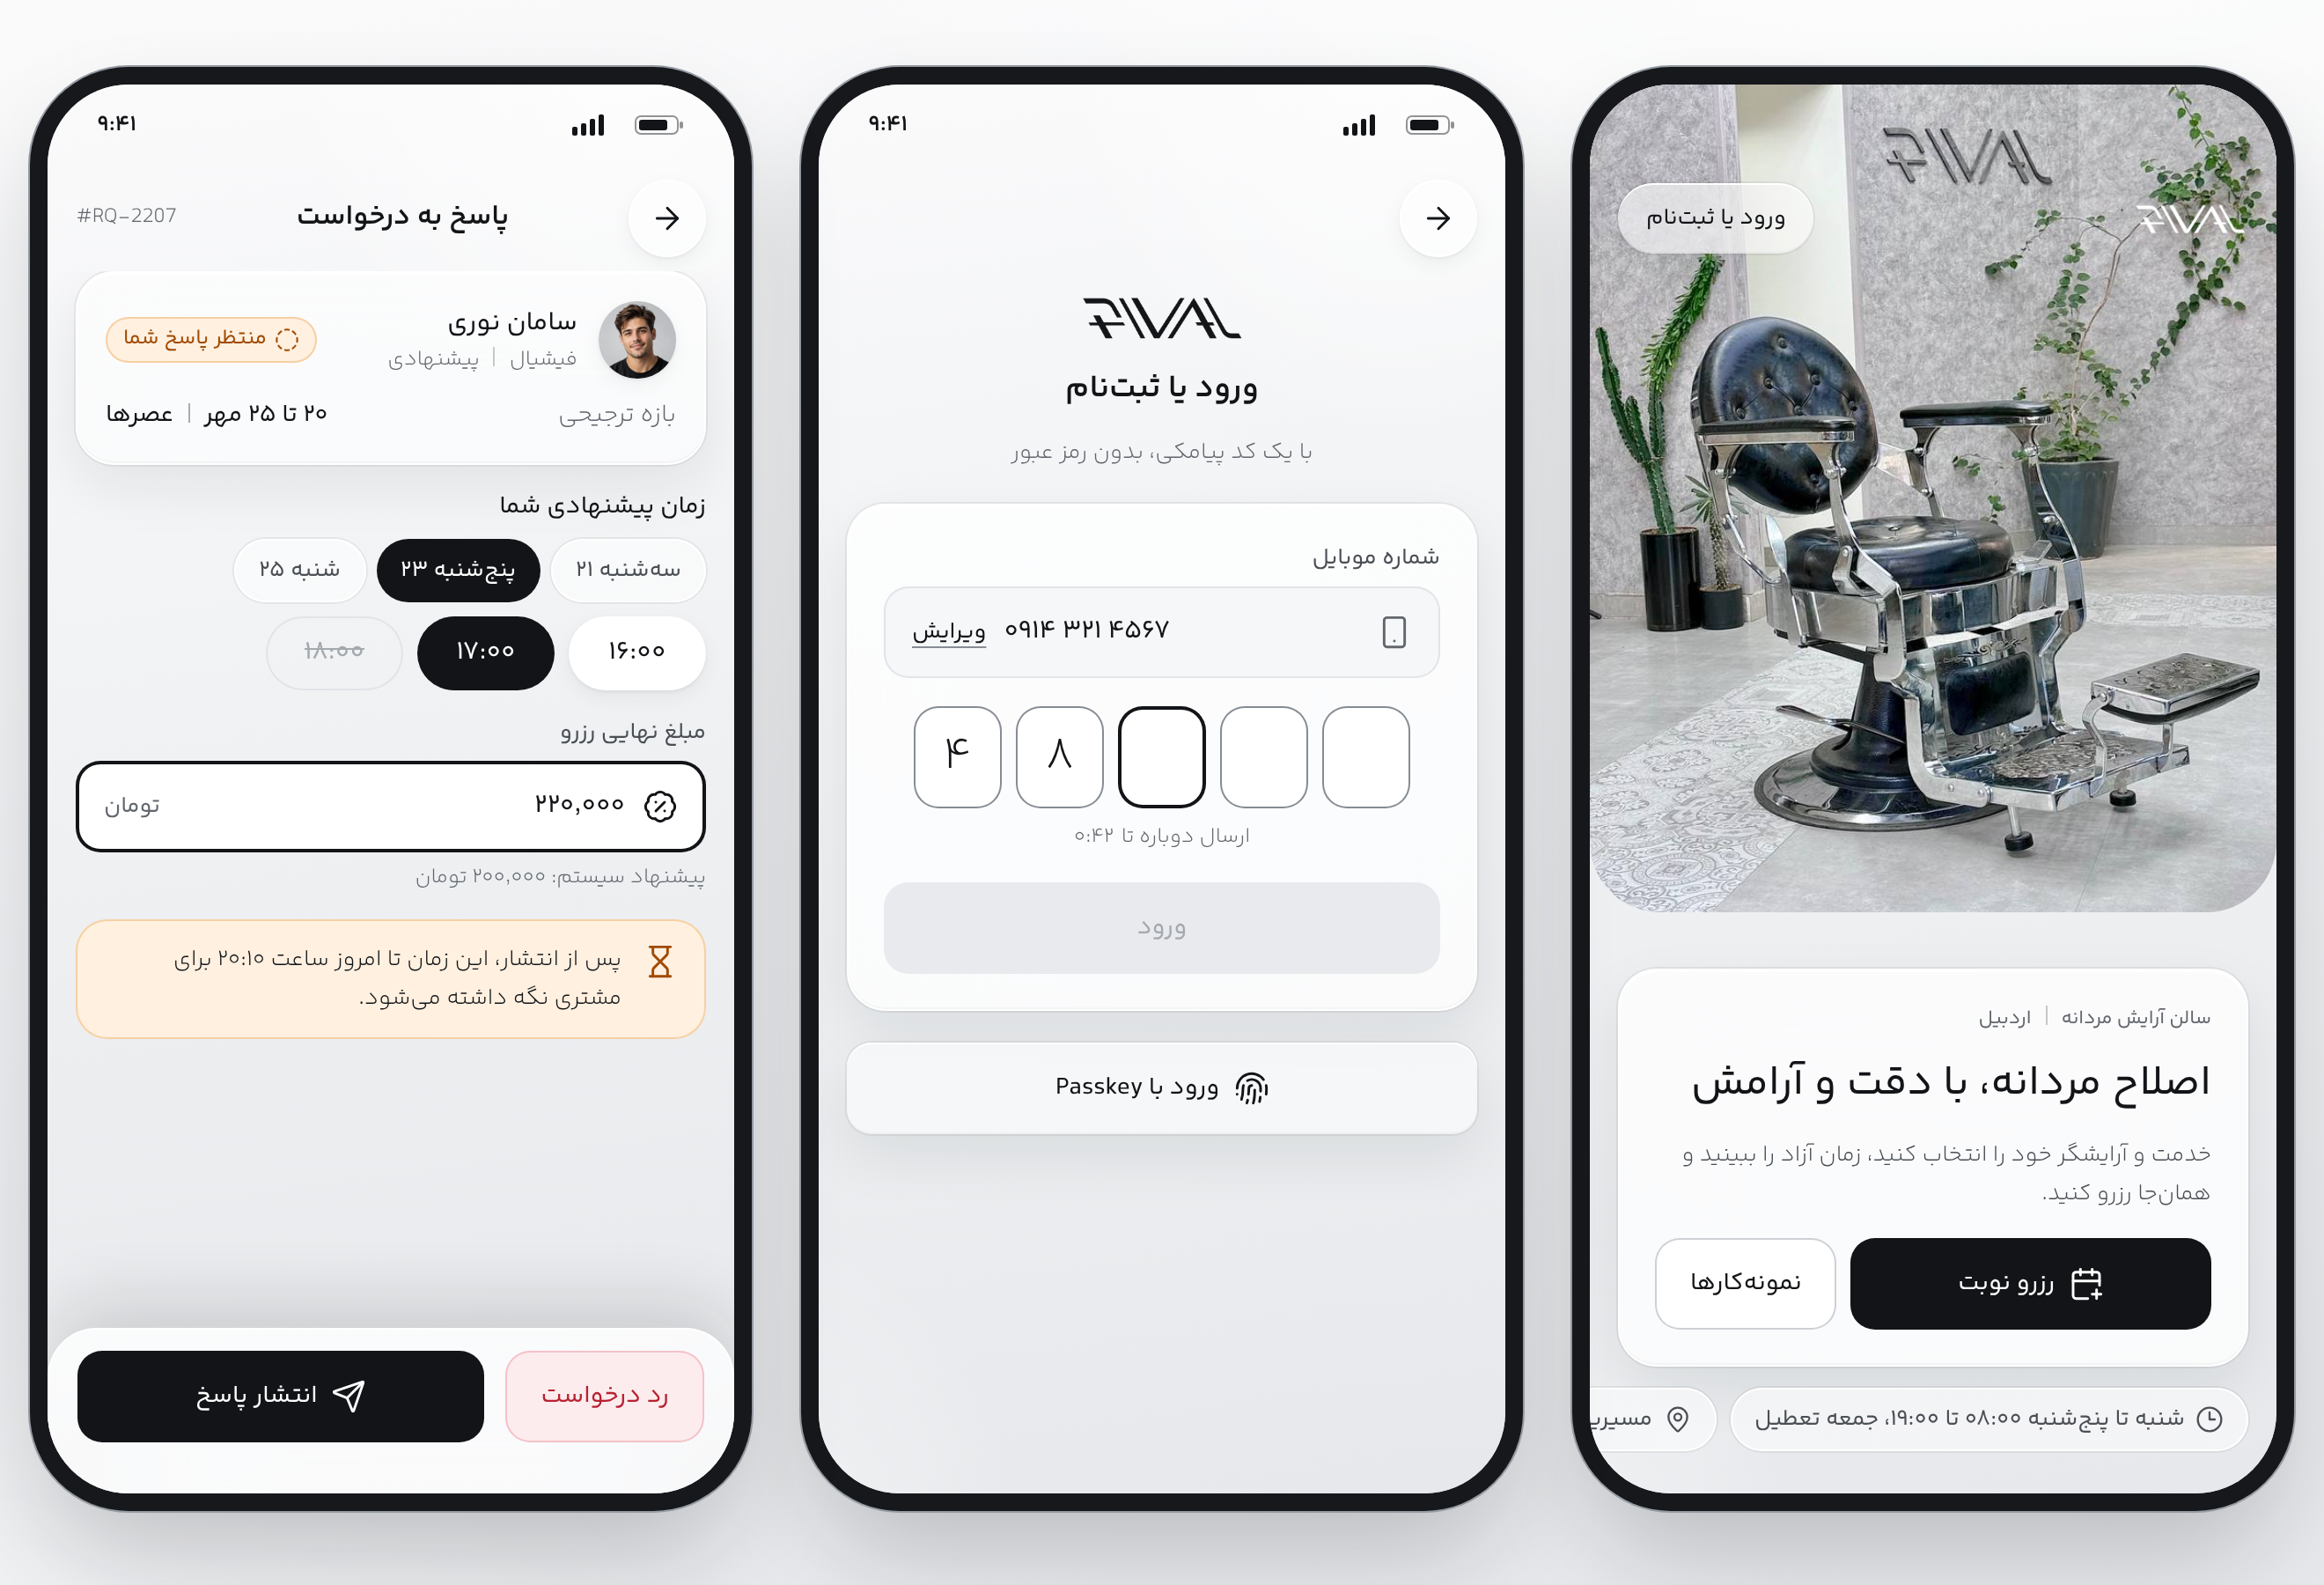 RIVAL
RIVAL
ورود یا ثبت‌نام
سالن آرایش مردانه | اردبیل
اصلاح مردانه، با دقت و آرامش
خدمت و آرایشگر خود را انتخاب کنید، زمان آزاد را ببینید و
همان‌جا رزرو کنید.
رزرو نوبت
نمونه‌کارها
شنبه تا پنج‌شنبه ۰۸:۰۰ تا ۱۹:۰۰، جمعه تعطیل
۹:۴۱
RIVAL
ورود یا ثبت‌نام
با یک کد پیامکی، بدون رمز عبور
شماره موبایل
۰۹۱۴ ۳۲۱ ۴۵۶۷ ویرایش
۴ ۸
ارسال دوباره تا ۰:۴۲
ورود
ورود با Passkey
۹:۴۱
پاسخ به درخواست
#RQ-2207
سامان نوری
فیشیال | پیشنهادی
منتظر پاسخ شما
بازه ترجیحی
۲۰ تا ۲۵ مهر | عصرها
زمان پیشنهادی شما
سه‌شنبه ۲۱ پنج‌شنبه ۲۳ شنبه ۲۵
۱۶:۰۰ ۱۷:۰۰ ۱۸:۰۰
مبلغ نهایی رزرو
۲۲۰,۰۰۰ تومان
پیشنهاد سیستم: ۲۰۰,۰۰۰ تومان
پس از انتشار، این زمان تا امروز ساعت ۲۰:۱۰ برای
مشتری نگه داشته می‌شود.
رد درخواست
انتشار پاسخ